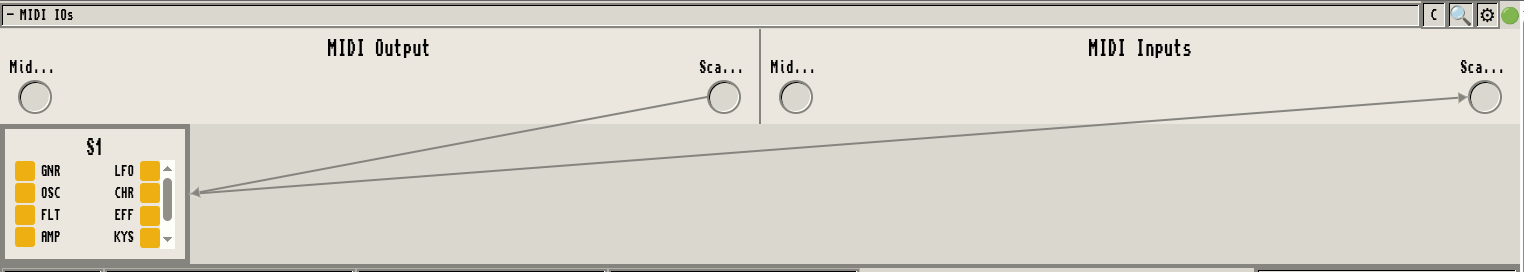 – MIDI IOs C
MIDI Output MIDI Inputs
Mid... Sca... Mid... Sca...
S1
GNR LFO
OSC CHR
FLT EFF
AMP KYS